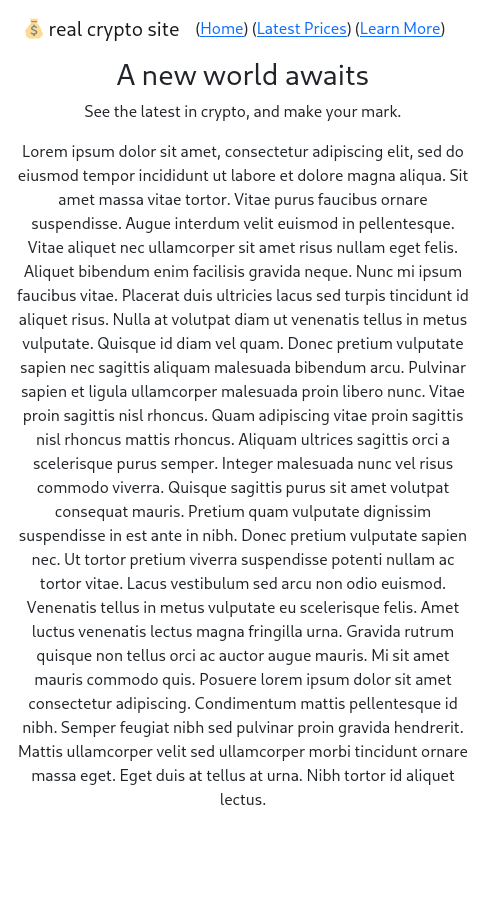 💰 real crypto site (Home) (Latest Prices) (Learn More)
A new world awaits
See the latest in crypto, and make your mark.
Lorem ipsum dolor sit amet, consectetur adipiscing elit, sed do
eiusmod tempor incididunt ut labore et dolore magna aliqua. Sit
amet massa vitae tortor. Vitae purus faucibus ornare
suspendisse. Augue interdum velit euismod in pellentesque.
Vitae aliquet nec ullamcorper sit amet risus nullam eget felis.
Aliquet bibendum enim facilisis gravida neque. Nunc mi ipsum
faucibus vitae. Placerat duis ultricies lacus sed turpis tincidunt id
aliquet risus. Nulla at volutpat diam ut venenatis tellus in metus
vulputate. Quisque id diam vel quam. Donec pretium vulputate
sapien nec sagittis aliquam malesuada bibendum arcu. Pulvinar
sapien et ligula ullamcorper malesuada proin libero nunc. Vitae
proin sagittis nisl rhoncus. Quam adipiscing vitae proin sagittis
nisl rhoncus mattis rhoncus. Aliquam ultrices sagittis orci a
scelerisque purus semper. Integer malesuada nunc vel risus
commodo viverra. Quisque sagittis purus sit amet volutpat
consequat mauris. Pretium quam vulputate dignissim
suspendisse in est ante in nibh. Donec pretium vulputate sapien
nec. Ut tortor pretium viverra suspendisse potenti nullam ac
tortor vitae. Lacus vestibulum sed arcu non odio euismod.
Venenatis tellus in metus vulputate eu scelerisque felis. Amet
luctus venenatis lectus magna fringilla urna. Gravida rutrum
quisque non tellus orci ac auctor augue mauris. Mi sit amet
mauris commodo quis. Posuere lorem ipsum dolor sit amet
consectetur adipiscing. Condimentum mattis pellentesque id
nibh. Semper feugiat nibh sed pulvinar proin gravida hendrerit.
Mattis ullamcorper velit sed ullamcorper morbi tincidunt ornare
massa eget. Eget duis at tellus at urna. Nibh tortor id aliquet
lectus.